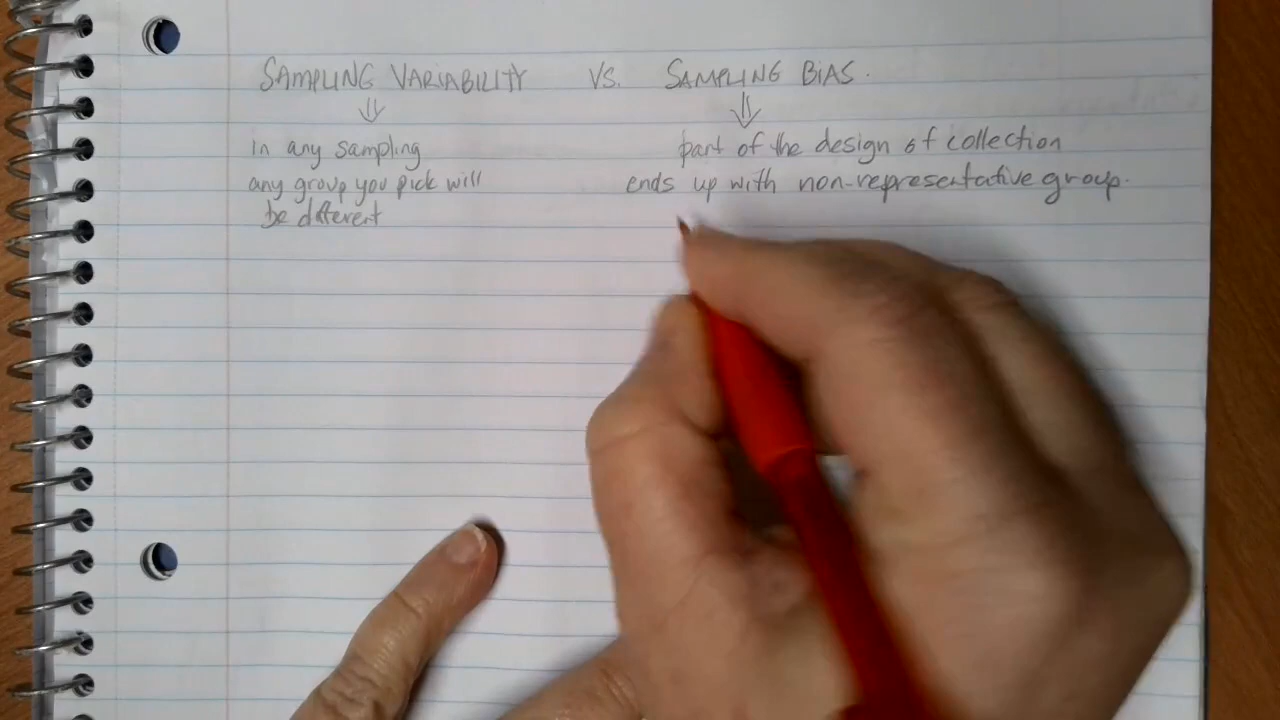 SAMPLING VARIABILITY VS. SAMPLING BIAS.
in any sampling
any group you pick will
be different
part of the design of collection
ends up with non-representative group.